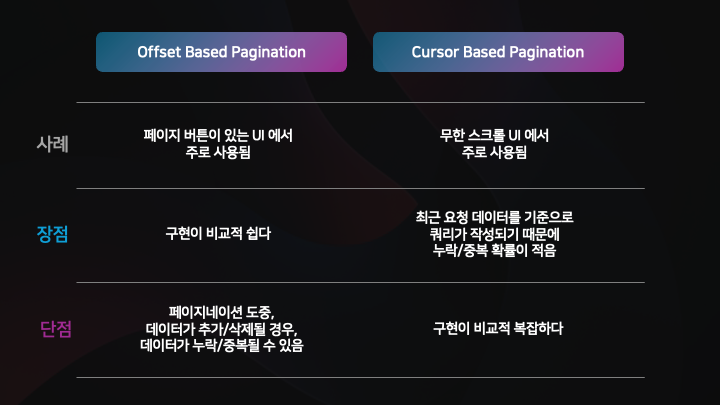 Offset Based Pagination
Cursor Based Pagination
사례
페이지 버튼이 있는 UI 에서
주로 사용됨
무한 스크롤 UI 에서
주로 사용됨
장점
구현이 비교적 쉽다
최근 요청 데이터를 기준으로
쿼리가 작성되기 때문에
누락/중복 확률이 적음
단점
페이지네이션 도중,
데이터가 추가/삭제될 경우,
데이터가 누락/중복될 수 있음
구현이 비교적 복잡하다